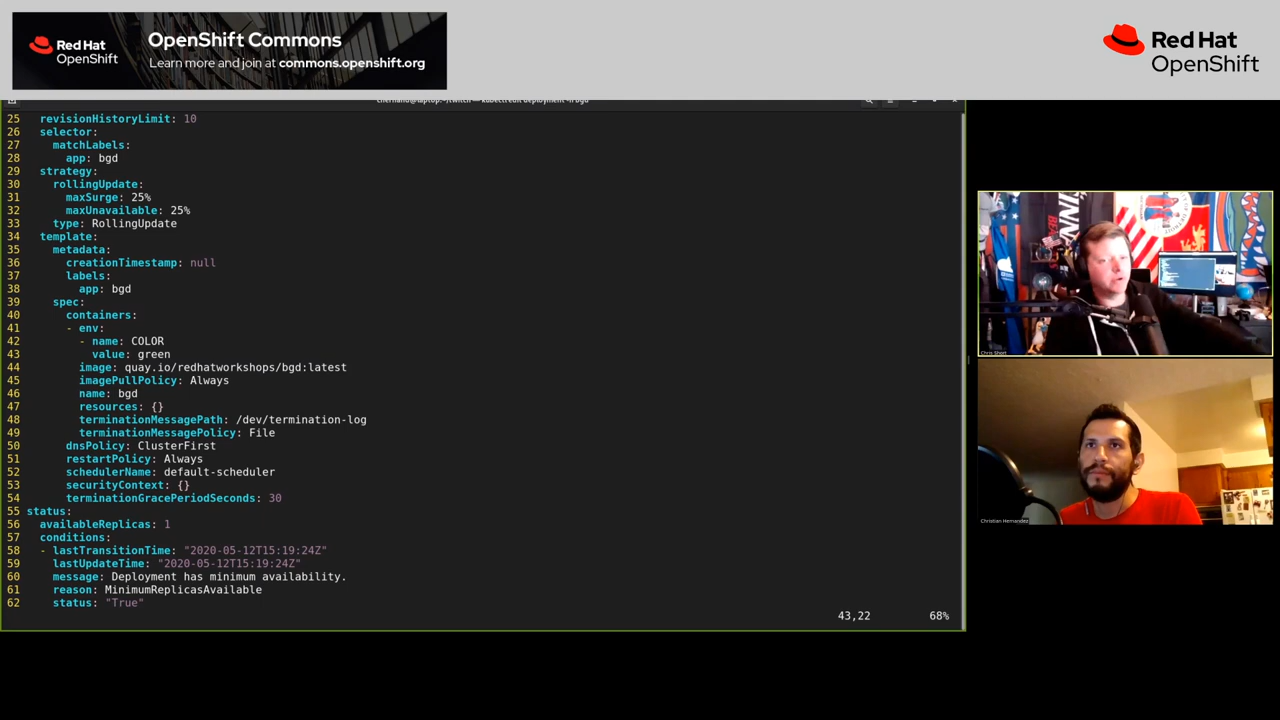 Red Hat
OpenShift
OpenShift Commons
Learn more and join at commons.openshift.org
Red Hat
OpenShift
25 revisionHistoryLimit: 10
26 selector:
27 matchLabels:
28 app: bgd
29 strategy:
30 rollingUpdate:
31 maxSurge: 25%
32 maxUnavailable: 25%
33 type: RollingUpdate
34 template:
35 metadata:
36 creationTimestamp: null
37 labels:
38 app: bgd
39 spec:
40 containers:
41 - env:
42 - name: COLOR
43 value: green
44 image: quay.io/redhatworkshops/bgd:latest
45 imagePullPolicy: Always
46 name: bgd
47 resources: {}
48 terminationMessagePath: /dev/termination-log
49 terminationMessagePolicy: File
50 dnsPolicy: ClusterFirst
51 restartPolicy: Always
52 schedulerName: default-scheduler
53 securityContext: {}
54 terminationGracePeriodSeconds: 30
55 status:
56 availableReplicas: 1
57 conditions:
58 - lastTransitionTime: "2020-05-12T15:19:24Z"
59 lastUpdateTime: "2020-05-12T15:19:24Z"
60 message: Deployment has minimum availability.
61 reason: MinimumReplicasAvailable
62 status: "True"
43,22 68%
Chris Short
Christian Hernandez